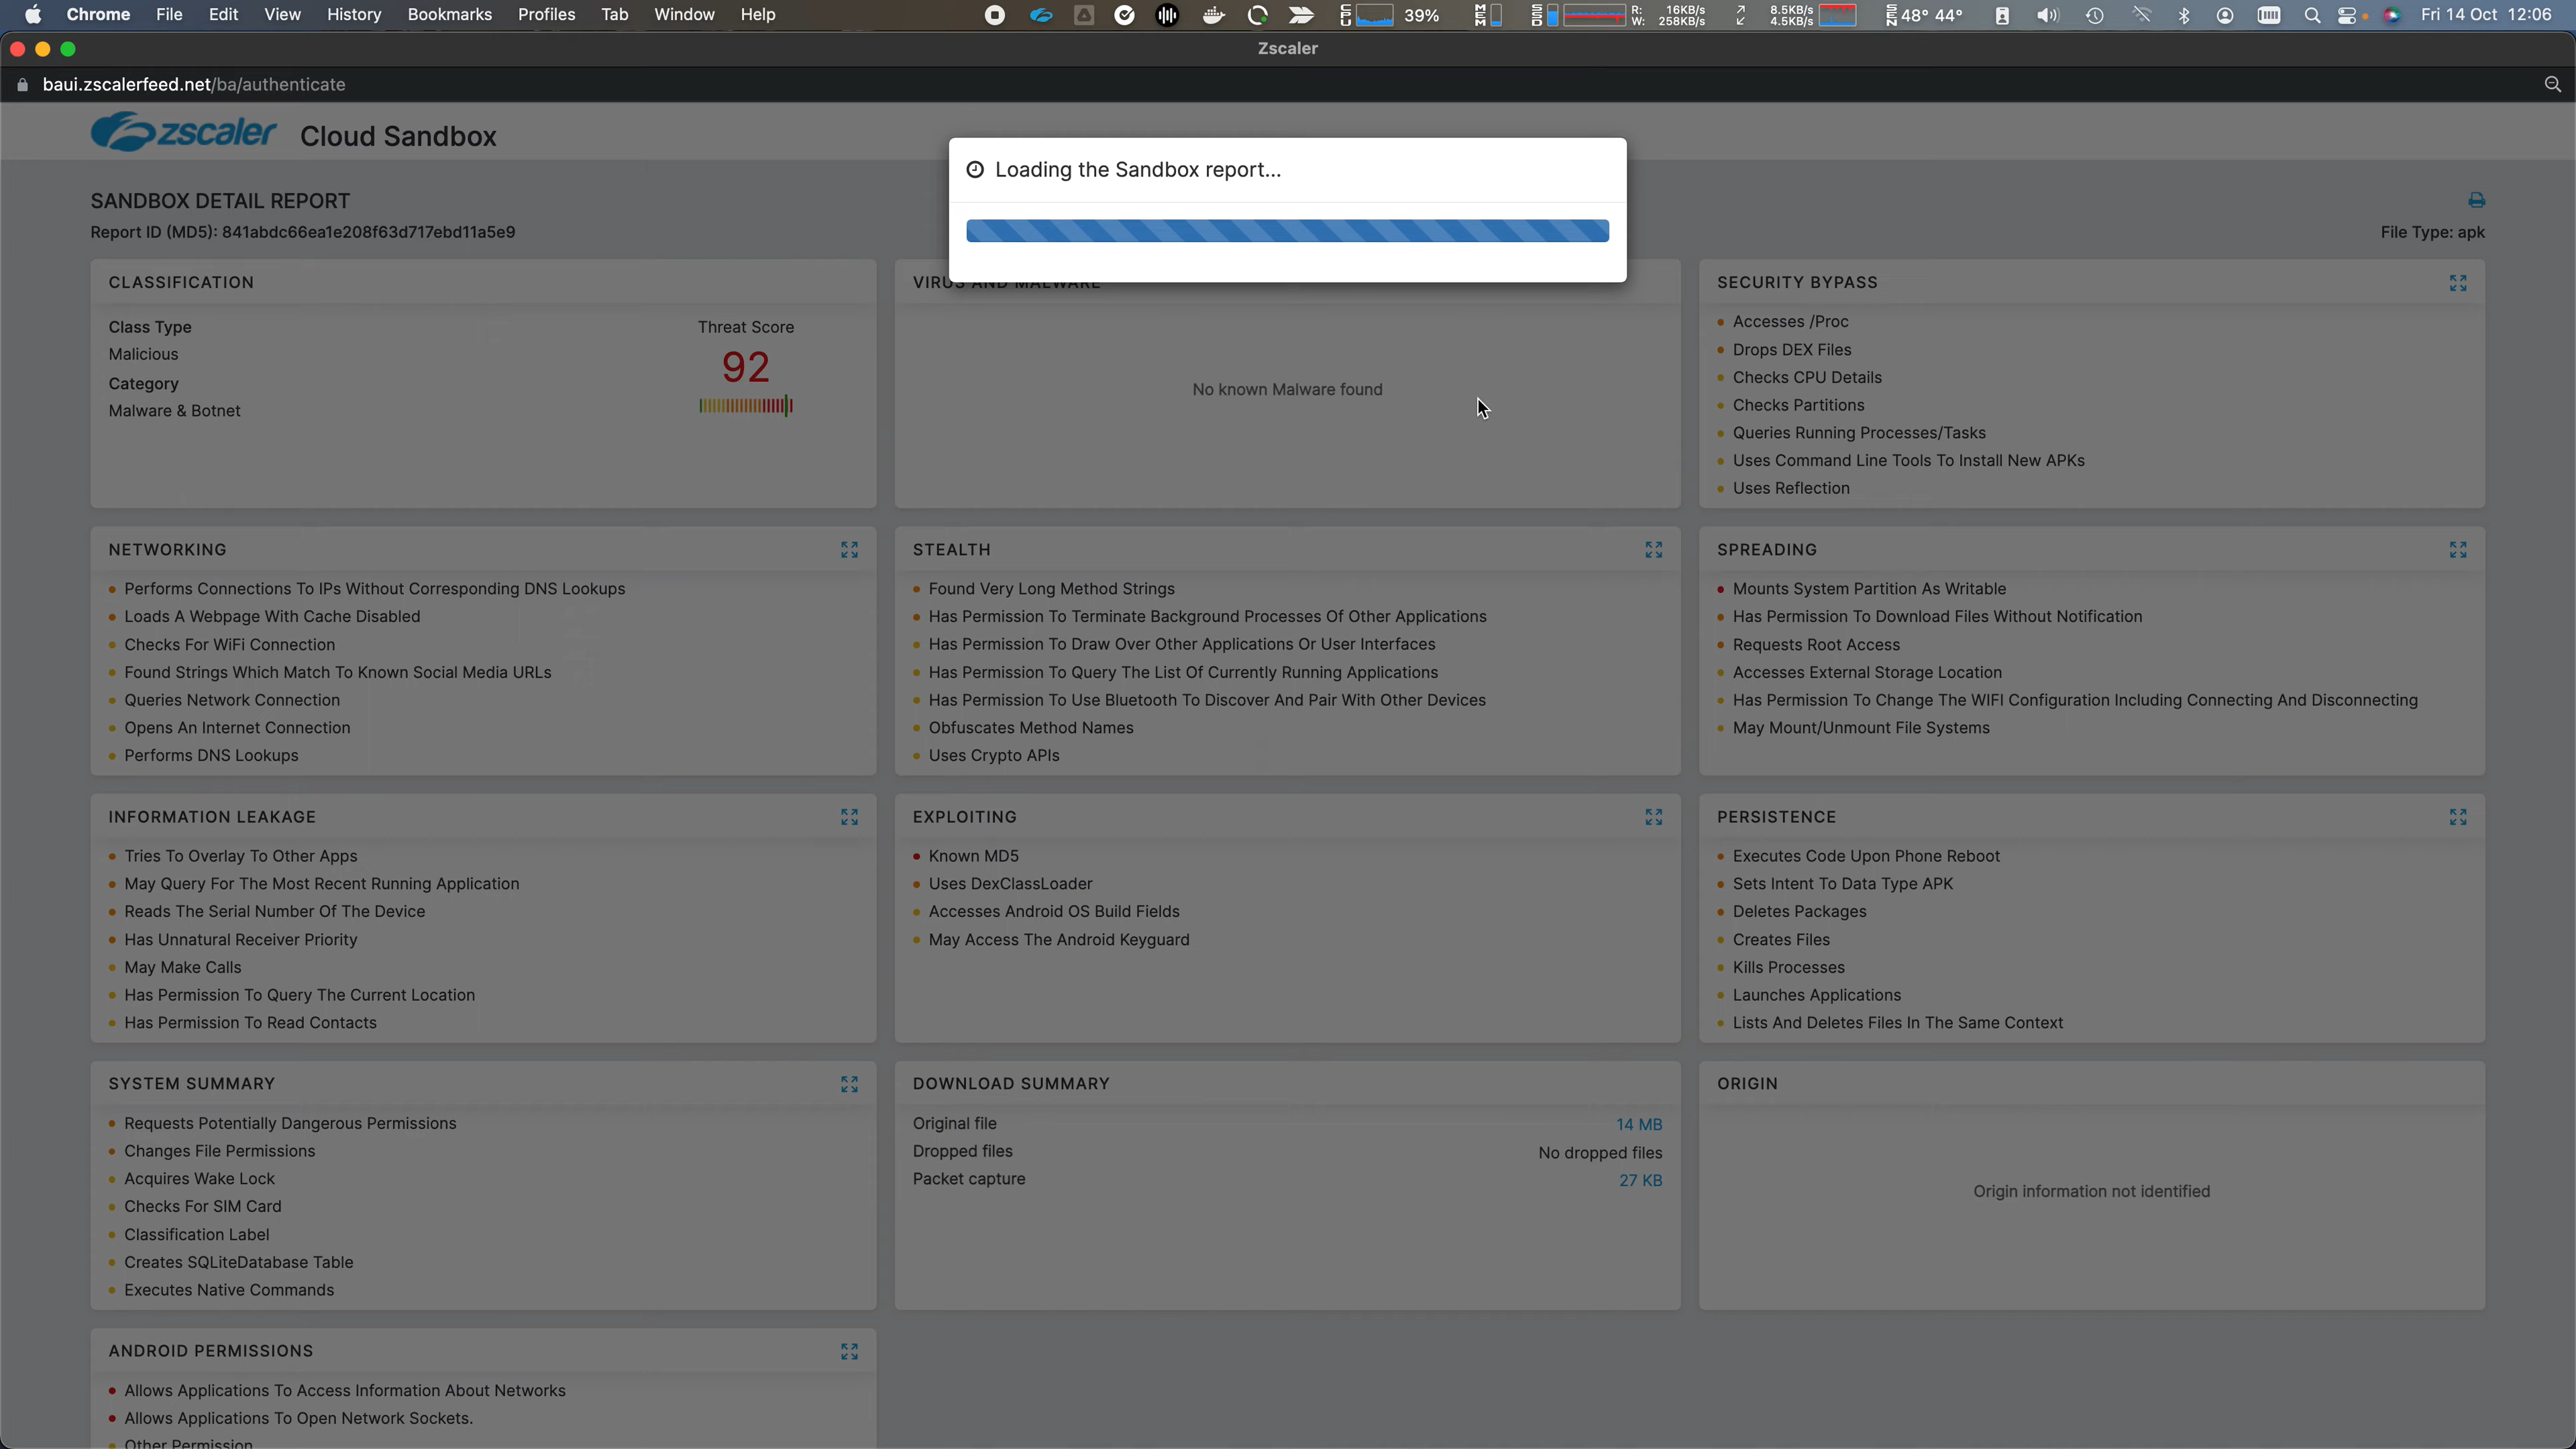 Chrome File Edit View History Bookmarks Profiles Tab Window Help
CPU 39% MEM SSD R: 16KB/s W: 258KB/s 8.5KB/s 4.5KB/s SEN 48° 44° Fri 14 Oct 12:06
Zscaler
baui.zscalerfeed.net/ba/authenticate
zscaler Cloud Sandbox
Loading the Sandbox report...
SANDBOX DETAIL REPORT
Report ID (MD5): 841abdc66ea1e208f63d717ebd11a5e9
File Type: apk
CLASSIFICATION
Class Type
Malicious
Category
Malware & Botnet
Threat Score
92
VIRUS AND MALWARE
No known Malware found
SECURITY BYPASS
Accesses /Proc
Drops DEX Files
Checks CPU Details
Checks Partitions
Queries Running Processes/Tasks
Uses Command Line Tools To Install New APKs
Uses Reflection
NETWORKING
Performs Connections To IPs Without Corresponding DNS Lookups
Loads A Webpage With Cache Disabled
Checks For WiFi Connection
Found Strings Which Match To Known Social Media URLs
Queries Network Connection
Opens An Internet Connection
Performs DNS Lookups
STEALTH
Found Very Long Method Strings
Has Permission To Terminate Background Processes Of Other Applications
Has Permission To Draw Over Other Applications Or User Interfaces
Has Permission To Query The List Of Currently Running Applications
Has Permission To Use Bluetooth To Discover And Pair With Other Devices
Obfuscates Method Names
Uses Crypto APIs
SPREADING
Mounts System Partition As Writable
Has Permission To Download Files Without Notification
Requests Root Access
Accesses External Storage Location
Has Permission To Change The WIFI Configuration Including Connecting And Disconnecting
May Mount/Unmount File Systems
INFORMATION LEAKAGE
Tries To Overlay To Other Apps
May Query For The Most Recent Running Application
Reads The Serial Number Of The Device
Has Unnatural Receiver Priority
May Make Calls
Has Permission To Query The Current Location
Has Permission To Read Contacts
EXPLOITING
Known MD5
Uses DexClassLoader
Accesses Android OS Build Fields
May Access The Android Keyguard
PERSISTENCE
Executes Code Upon Phone Reboot
Sets Intent To Data Type APK
Deletes Packages
Creates Files
Kills Processes
Launches Applications
Lists And Deletes Files In The Same Context
SYSTEM SUMMARY
Requests Potentially Dangerous Permissions
Changes File Permissions
Acquires Wake Lock
Checks For SIM Card
Classification Label
Creates SQLiteDatabase Table
Executes Native Commands
DOWNLOAD SUMMARY
Original file 14 MB
Dropped files No dropped files
Packet capture 27 KB
ORIGIN
Origin information not identified
ANDROID PERMISSIONS
Allows Applications To Access Information About Networks
Allows Applications To Open Network Sockets.
Other Permission